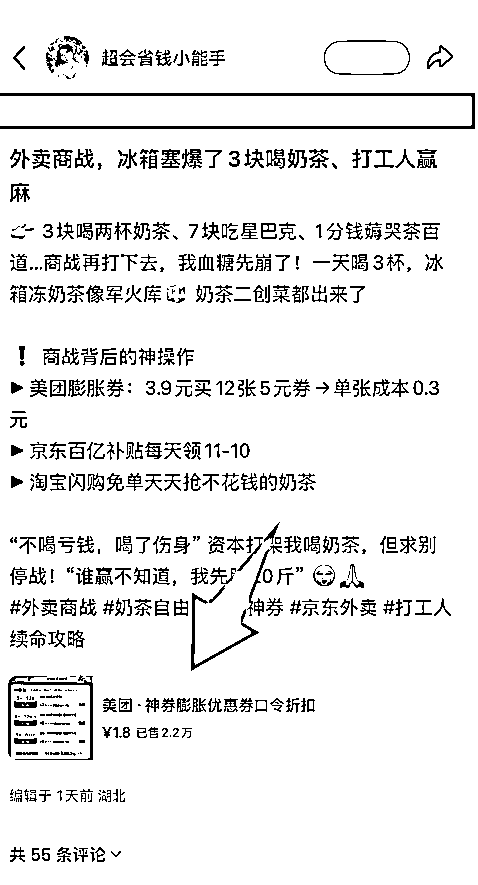 超会省钱小能手
外卖商战，冰箱塞爆了3块喝奶茶、打工人赢
麻
👉 3块喝两杯奶茶、7块吃星巴克、1分钱薅哭茶百
道...商战再打下去，我血糖先崩了！一天喝3杯，冰
箱冻奶茶像军火库 奶茶二创菜都出来了
❗ 商战背后的神操作
▶ 美团膨胀券：3.9元买12张5元券→单张成本0.3
元
▶ 京东百亿补贴每天领11-10
▶ 淘宝闪购免单天天抢不花钱的奶茶
“不喝亏钱，喝了伤身” 资本打架我喝奶茶，但求别
停战！“谁赢不知道，我先 0斤” 😌🙏
#外卖商战 #奶茶自由 神券 #京东外卖 #打工人
续命攻略
美团·神券膨胀优惠券口令折扣
¥1.8 已售2.2万
编辑于 1天前 湖北
共 55 条评论